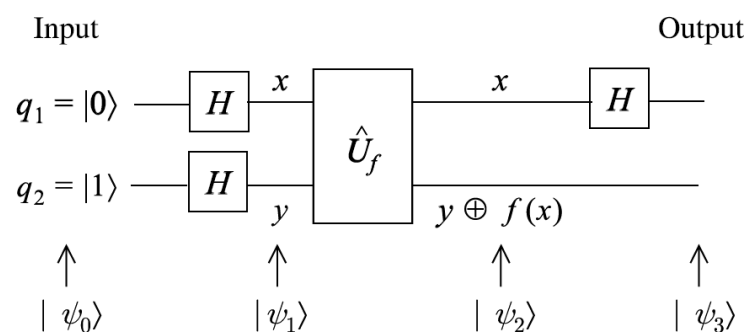 Input Output
q₁ = |0⟩ H x Û_f x H
q₂ = |1⟩ H y y ⊕ f(x)
| ψ₀⟩ |ψ₁⟩ | ψ₂⟩ | ψ₃⟩